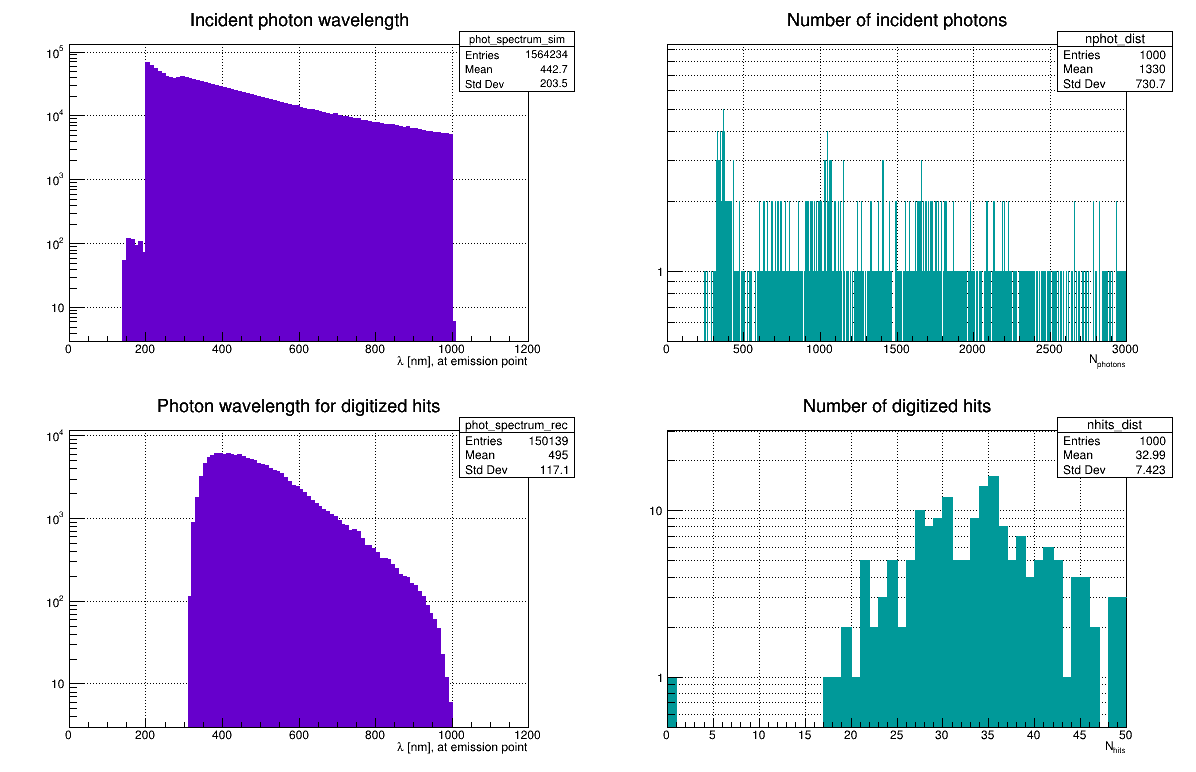 Incident photon wavelength
phot_spectrum_sim
Entries 1564234
Mean 442.7
Std Dev 203.5
10^5
10^4
10^3
10^2
10
0 200 400 600 800 1000 1200
λ [nm], at emission point
Number of incident photons
nphot_dist
Entries 1000
Mean 1330
Std Dev 730.7
1
0 500 1000 1500 2000 2500 3000
N_photons
Photon wavelength for digitized hits
phot_spectrum_rec
Entries 150139
Mean 495
Std Dev 117.1
10^4
10^3
10^2
10
0 200 400 600 800 1000 1200
λ [nm], at emission point
Number of digitized hits
nhits_dist
Entries 1000
Mean 32.99
Std Dev 7.423
10
1
0 5 10 15 20 25 30 35 40 45 50
N_hits